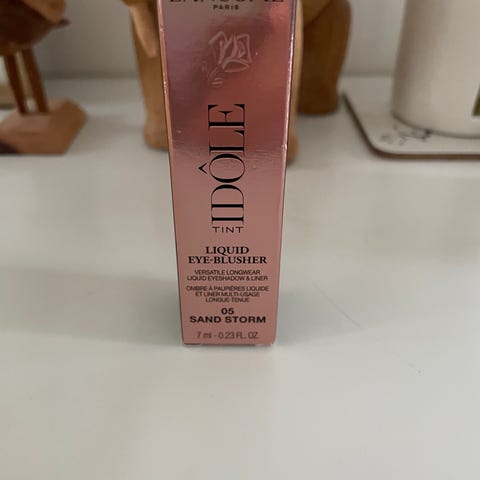 LANCÔME
PARIS
IDÔLE
TINT
LIQUID
EYE-BLUSHER
VERSATILE LONGWEAR
LIQUID EYESHADOW & LINER
OMBRE À PAUPIÈRES LIQUIDE
ET LINER MULTI-USAGE
LONGUE-TENUE
05
SAND STORM
7 ml - 0.23 FL. OZ.